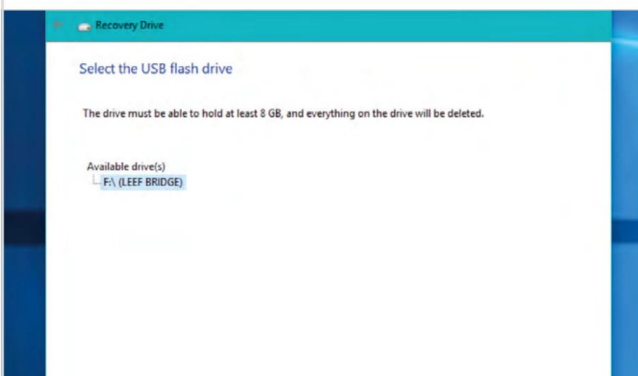 Recovery Drive
Select the USB flash drive
The drive must be able to hold at least 8 GB, and everything on the drive will be deleted.
Available drive(s)
F:\ (LEEF BRIDGE)